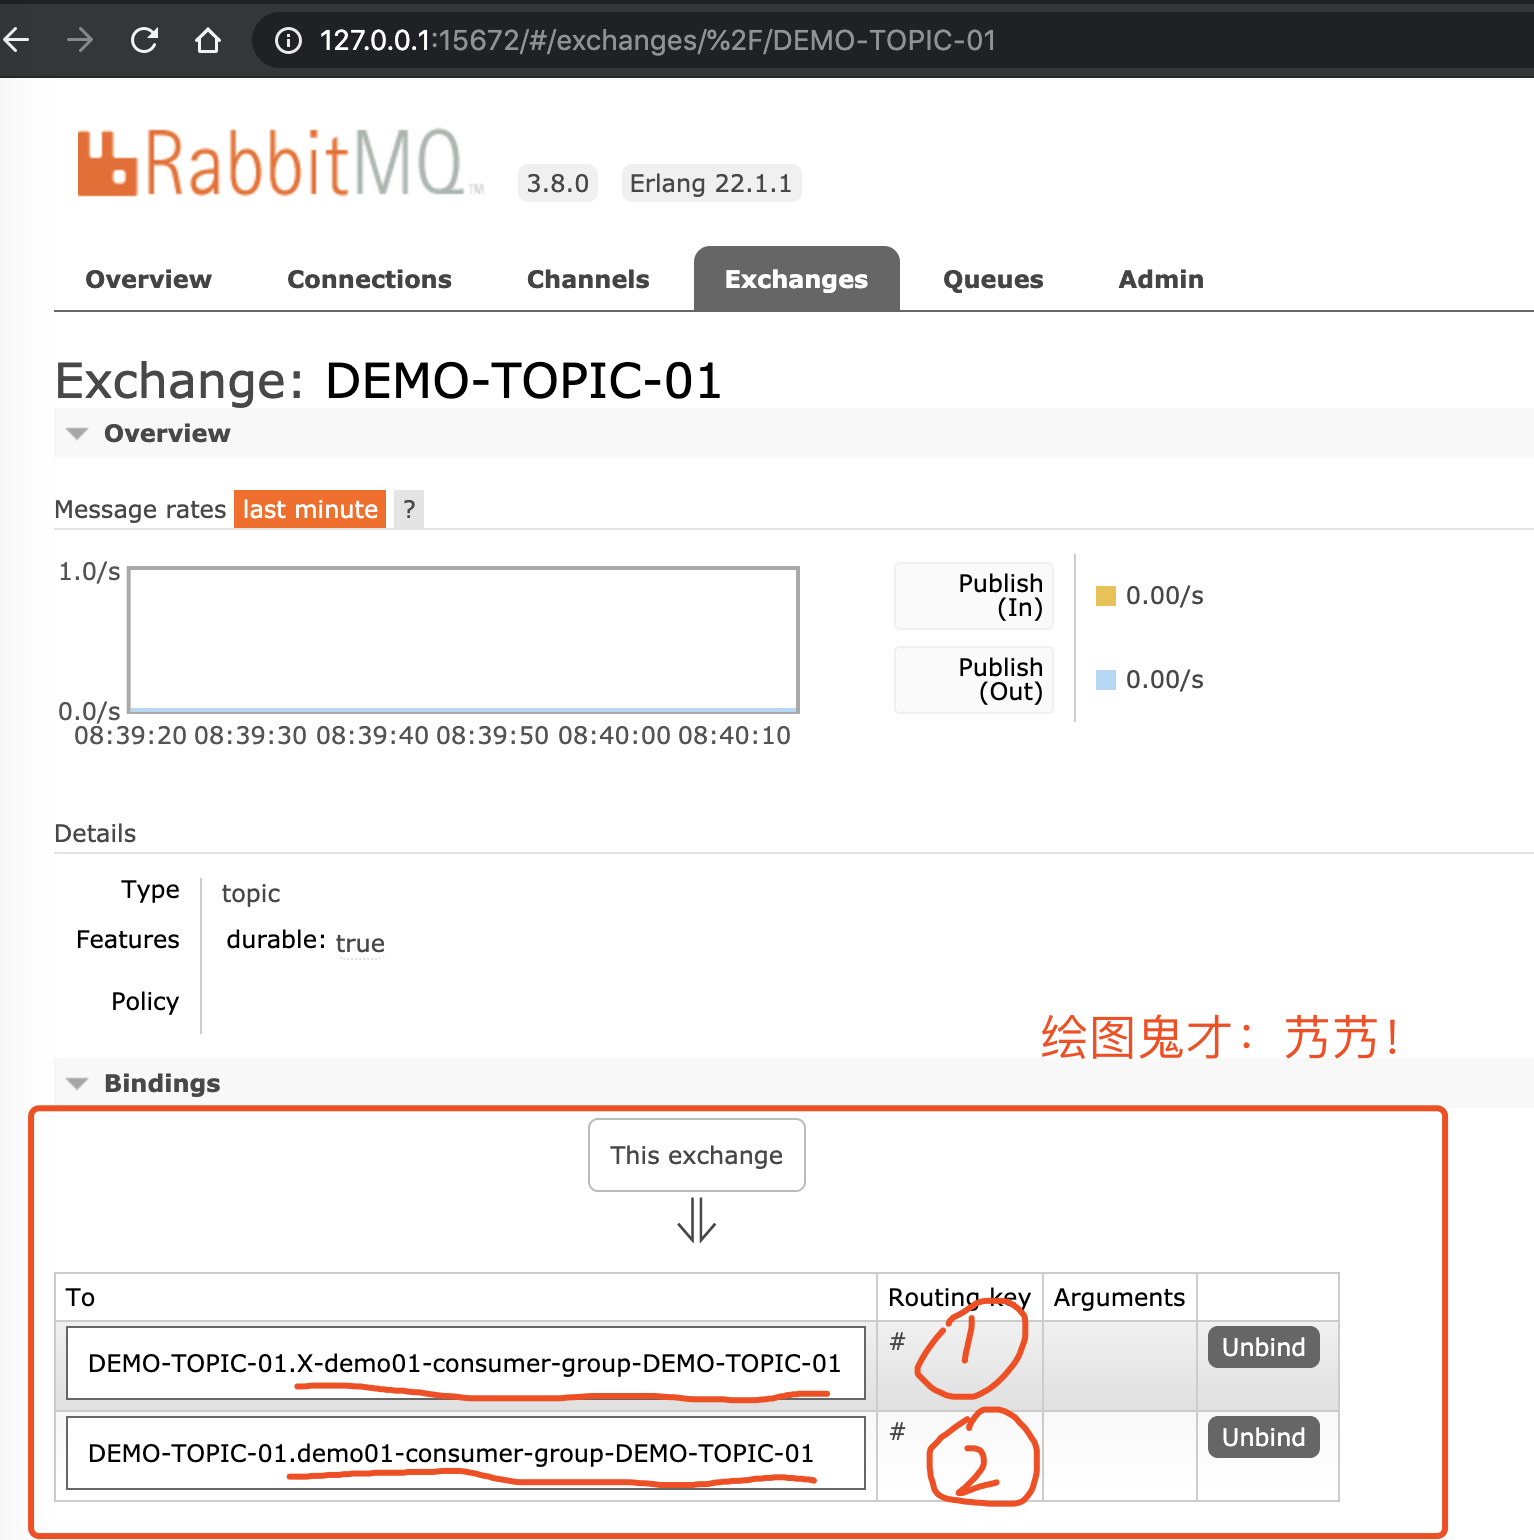 127.0.0.1:15672/#/exchanges/%2F/DEMO-TOPIC-01
RabbitMQ TM 3.8.0 Erlang 22.1.1
Overview Connections Channels Exchanges Queues Admin
Exchange: DEMO-TOPIC-01
Overview
Message rates last minute ?
1.0/s
0.0/s
08:39:20 08:39:30 08:39:40 08:39:50 08:40:00 08:40:10
Publish (In) 0.00/s
Publish (Out) 0.00/s
Details
Type topic
Features durable: true
Policy
绘图鬼才：艿艿！
Bindings
This exchange
To Routing key Arguments
DEMO-TOPIC-01.X-demo01-consumer-group-DEMO-TOPIC-01 # 1 Unbind
DEMO-TOPIC-01.demo01-consumer-group-DEMO-TOPIC-01 # 2 Unbind